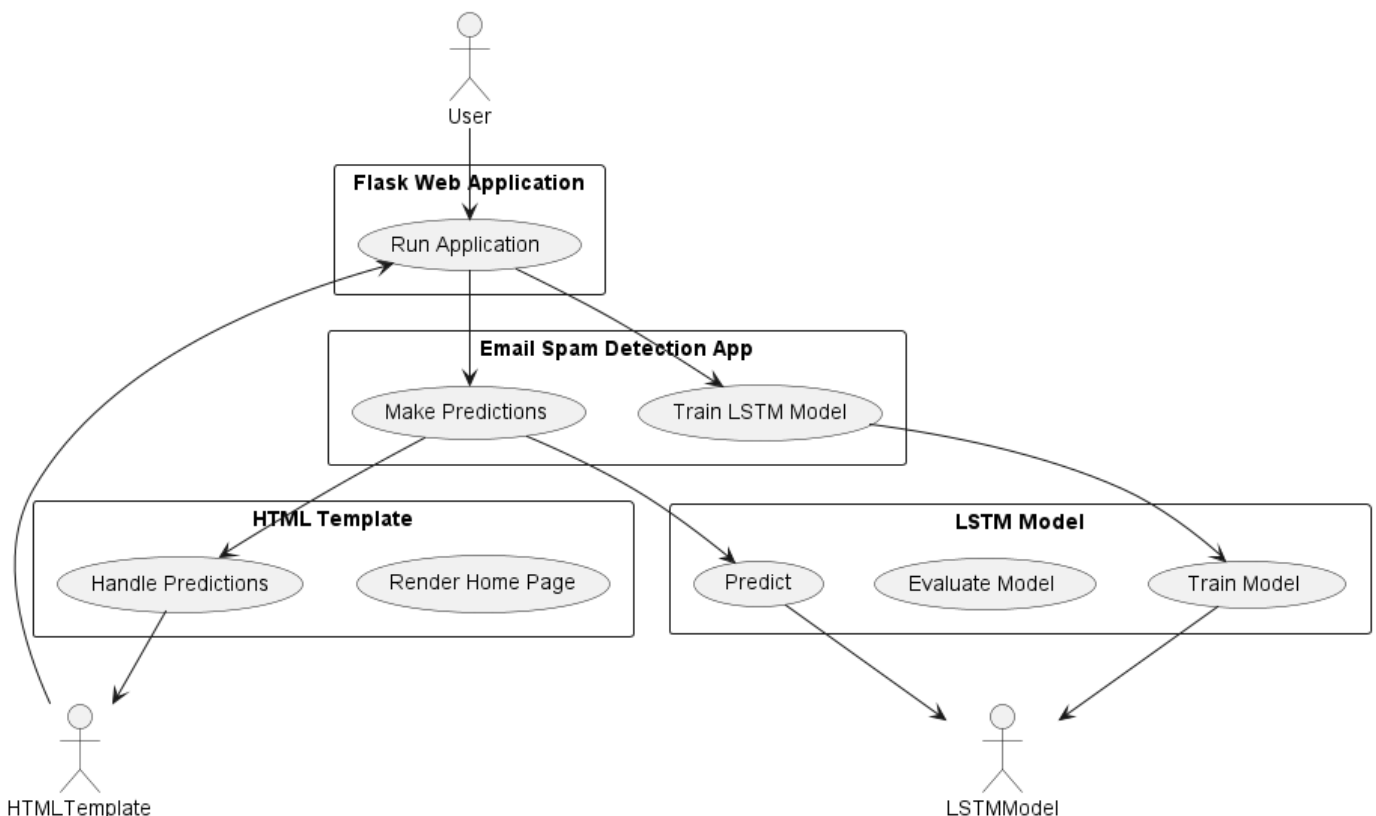 User
Flask Web Application
Run Application
Email Spam Detection App
Make Predictions
Train LSTM Model
HTML Template
LSTM Model
Handle Predictions
Render Home Page
Predict
Evaluate Model
Train Model
HTMLTemplate
LSTMModel